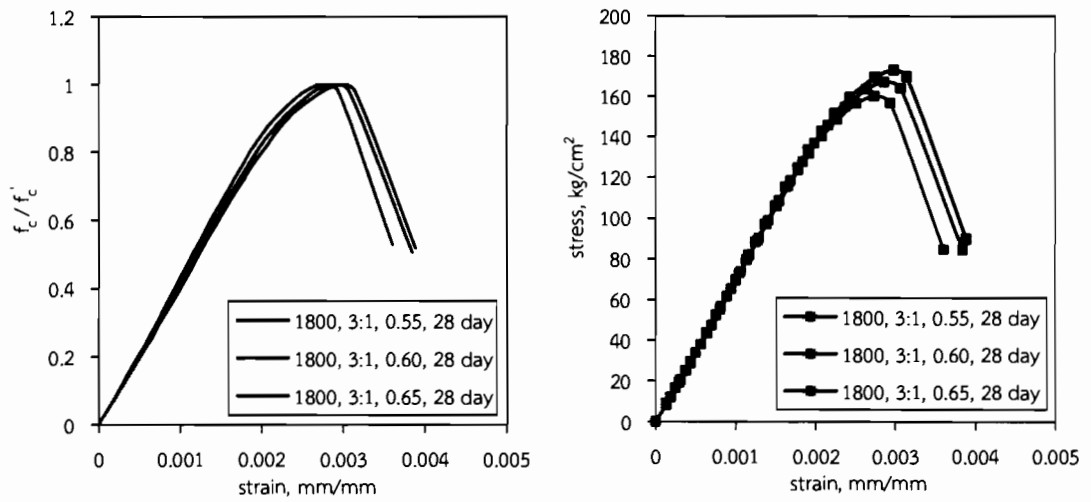 1.2
1
0.8
0.6
0.4
0.2
0
f_c / f_c'
1800, 3:1, 0.55, 28 day
1800, 3:1, 0.60, 28 day
1800, 3:1, 0.65, 28 day
0 0.001 0.002 0.003 0.004 0.005
strain, mm/mm
200
180
160
140
120
100
80
60
40
20
0
stress, kg/cm²
1800, 3:1, 0.55, 28 day
1800, 3:1, 0.60, 28 day
1800, 3:1, 0.65, 28 day
0 0.001 0.002 0.003 0.004 0.005
strain, mm/mm